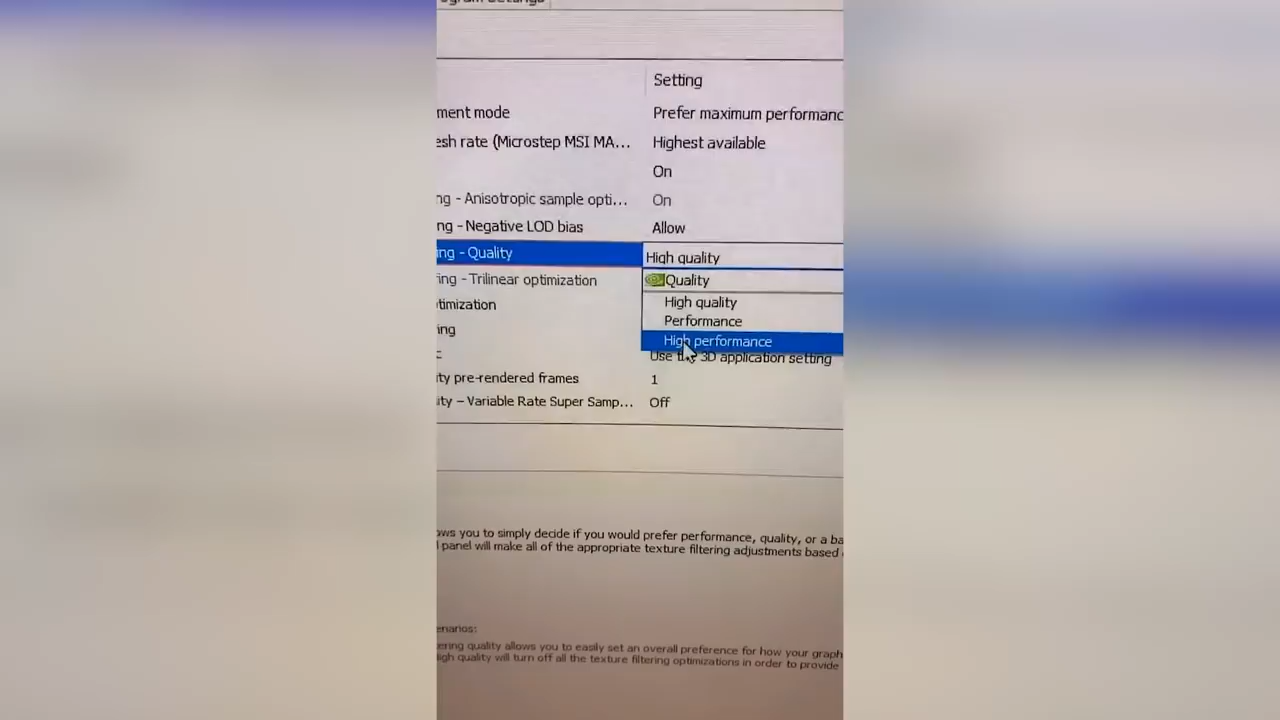 Setting
ment mode Prefer maximum performanc
esh rate (Microstep MSI MA... Highest available
On
ng - Anisotropic sample opti... On
ng - Negative LOD bias Allow
ing - Quality High quality
Quality
ing - Trilinear optimization
High quality
timization
Performance
ing
High performance
Use the 3D application setting
ity pre-rendered frames 1
ity – Variable Rate Super Samp... Off
ows you to simply decide if you would prefer performance, quality, or a ba
l panel will make all of the appropriate texture filtering adjustments based
enarios:
ering quality allows you to easily set an overall preference for how your graph
igh quality will turn off all the texture filtering optimizations in order to provide